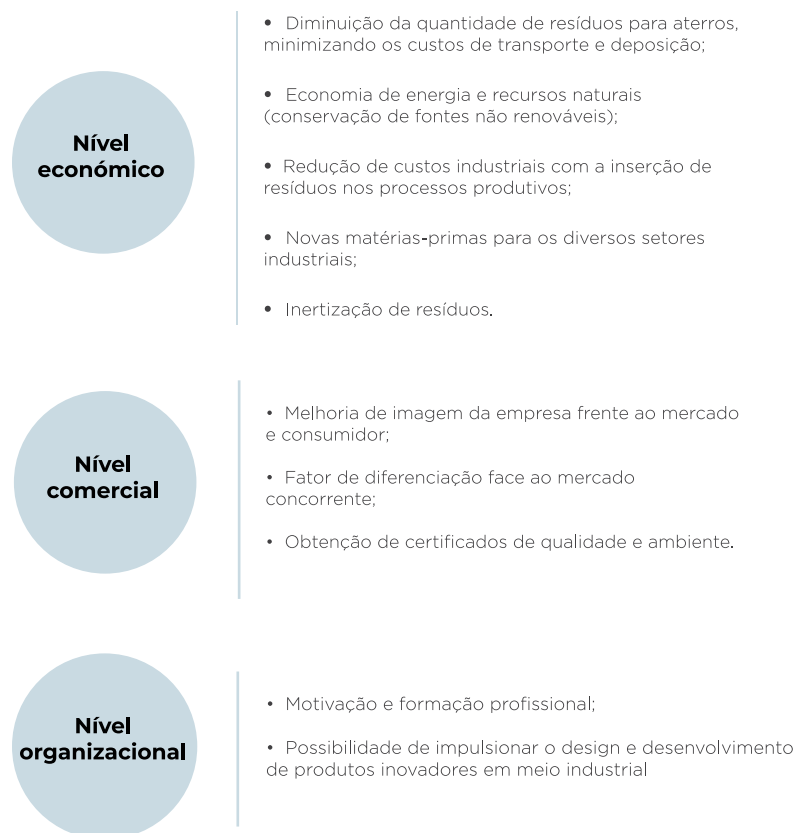 Nível
económico
• Diminuição da quantidade de resíduos para aterros,
minimizando os custos de transporte e deposição;
• Economia de energia e recursos naturais
(conservação de fontes não renováveis);
• Redução de custos industriais com a inserção de
resíduos nos processos produtivos;
• Novas matérias-primas para os diversos setores
industriais;
• Inertização de resíduos.
Nível
comercial
• Melhoria de imagem da empresa frente ao mercado
e consumidor;
• Fator de diferenciação face ao mercado
concorrente;
• Obtenção de certificados de qualidade e ambiente.
Nível
organizacional
• Motivação e formação profissional;
• Possibilidade de impulsionar o design e desenvolvimento
de produtos inovadores em meio industrial